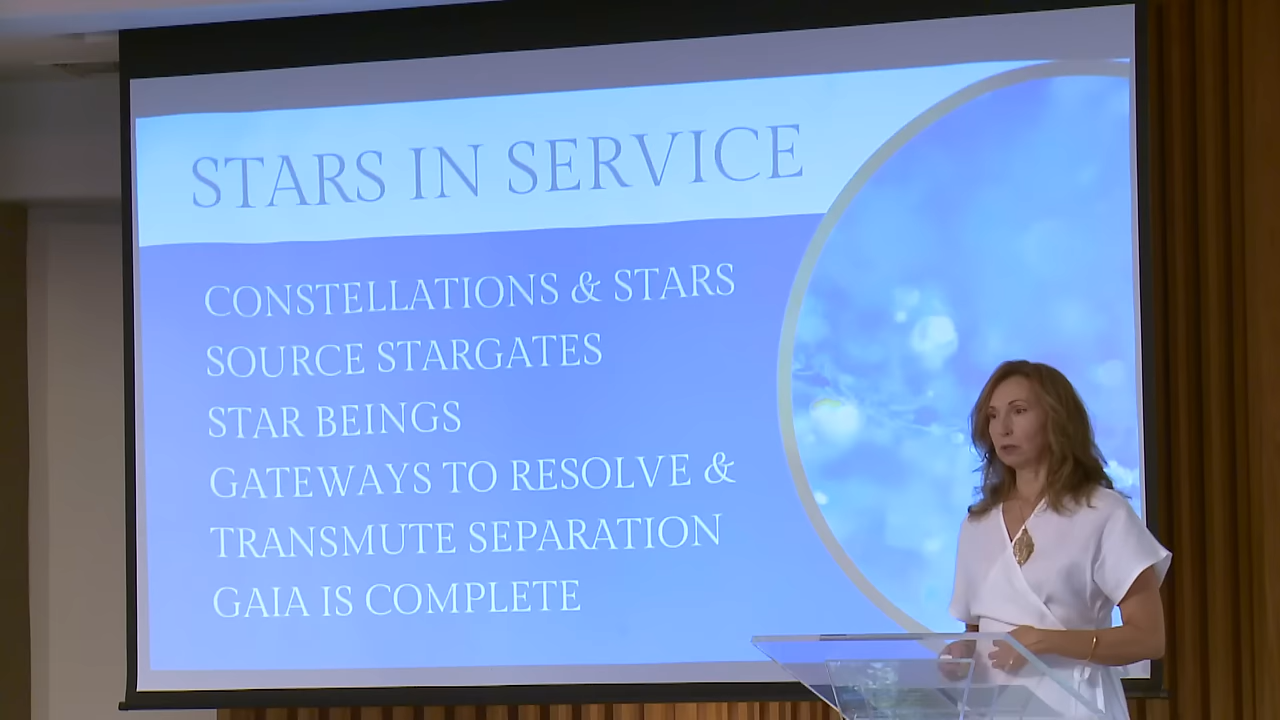 STARS IN SERVICE
CONSTELLATIONS & STARS
SOURCE STARGATES
STAR BEINGS
GATEWAYS TO RESOLVE &
TRANSMUTE SEPARATION
GAIA IS COMPLETE